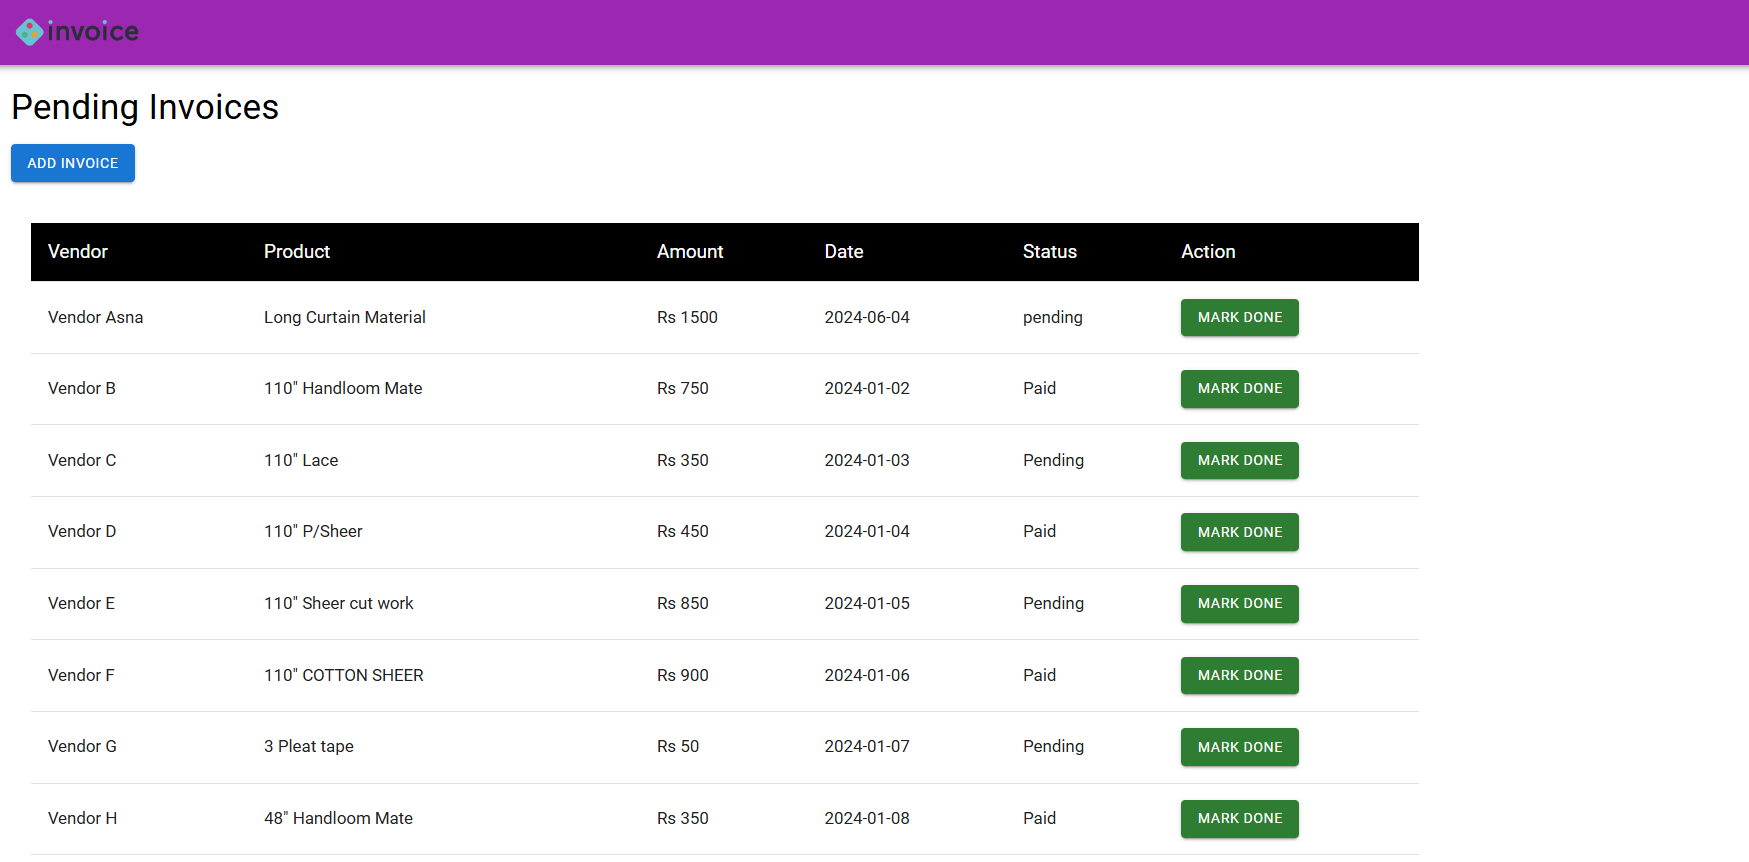 invoice
Pending Invoices
ADD INVOICE
Vendor Product Amount Date Status Action
Vendor Asna Long Curtain Material Rs 1500 2024-06-04 pending MARK DONE
Vendor B 110" Handloom Mate Rs 750 2024-01-02 Paid MARK DONE
Vendor C 110" Lace Rs 350 2024-01-03 Pending MARK DONE
Vendor D 110" P/Sheer Rs 450 2024-01-04 Paid MARK DONE
Vendor E 110" Sheer cut work Rs 850 2024-01-05 Pending MARK DONE
Vendor F 110" COTTON SHEER Rs 900 2024-01-06 Paid MARK DONE
Vendor G 3 Pleat tape Rs 50 2024-01-07 Pending MARK DONE
Vendor H 48" Handloom Mate Rs 350 2024-01-08 Paid MARK DONE